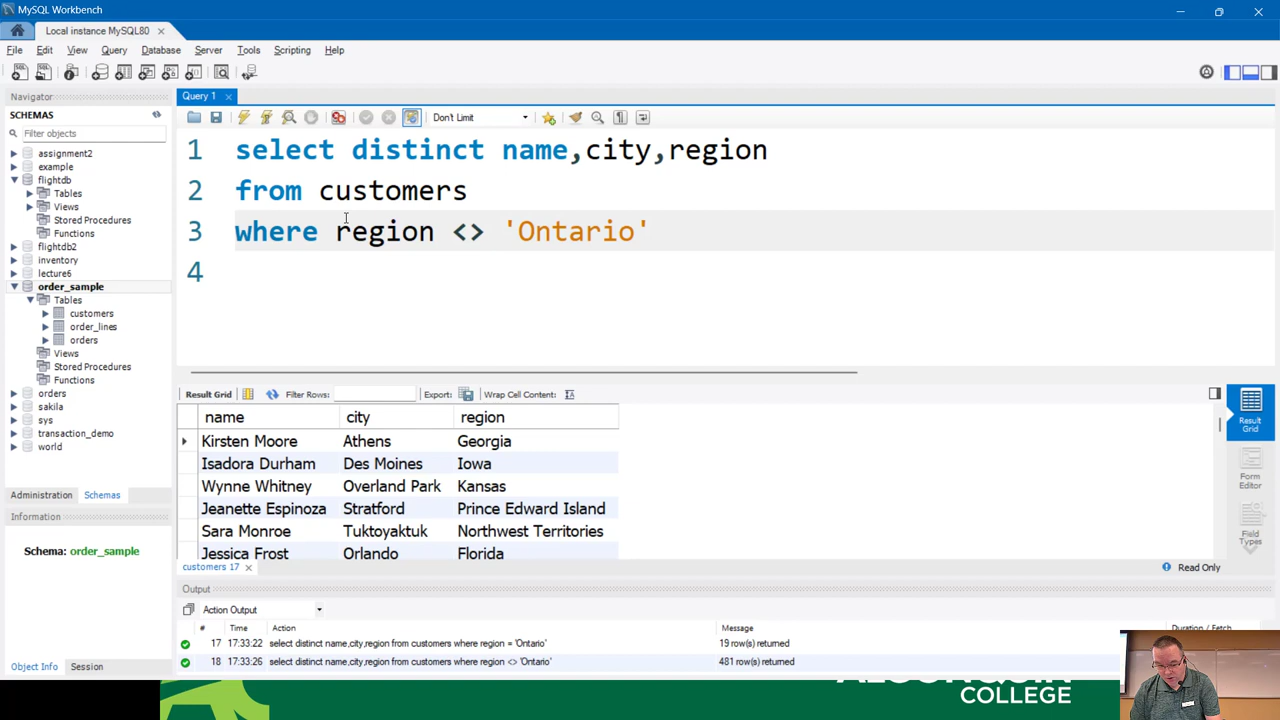 MySQL Workbench
Local instance MySQL80
File Edit View Query Database Server Tools Scripting Help
Navigator
SCHEMAS
Filter objects
assignment2
example
flightdb
Tables
Views
Stored Procedures
Functions
flightdb2
inventory
lecture6
order_sample
Tables
customers
order_lines
orders
Views
Stored Procedures
Functions
orders
sakila
sys
transaction_demo
world
Administration Schemas
Information
Schema: order_sample
Object Info Session
Query 1
Don't Limit
1 select distinct name,city,region
2 from customers
3 where region <> 'Ontario'
4
Result Grid Filter Rows: Export: Wrap Cell Content:
name city region
Kirsten Moore Athens Georgia
Isadora Durham Des Moines Iowa
Wynne Whitney Overland Park Kansas
Jeanette Espinoza Stratford Prince Edward Island
Sara Monroe Tuktoyaktuk Northwest Territories
Jessica Frost Orlando Florida
Result Grid
Form Editor
Field Types
customers 17 Read Only
Output
Action Output
# Time Action Message Duration / Fetch
17 17:33:22 select distinct name,city,region from customers where region = 'Ontario' 19 row(s) returned
18 17:33:26 select distinct name,city,region from customers where region <> 'Ontario' 481 row(s) returned
COLLEGE